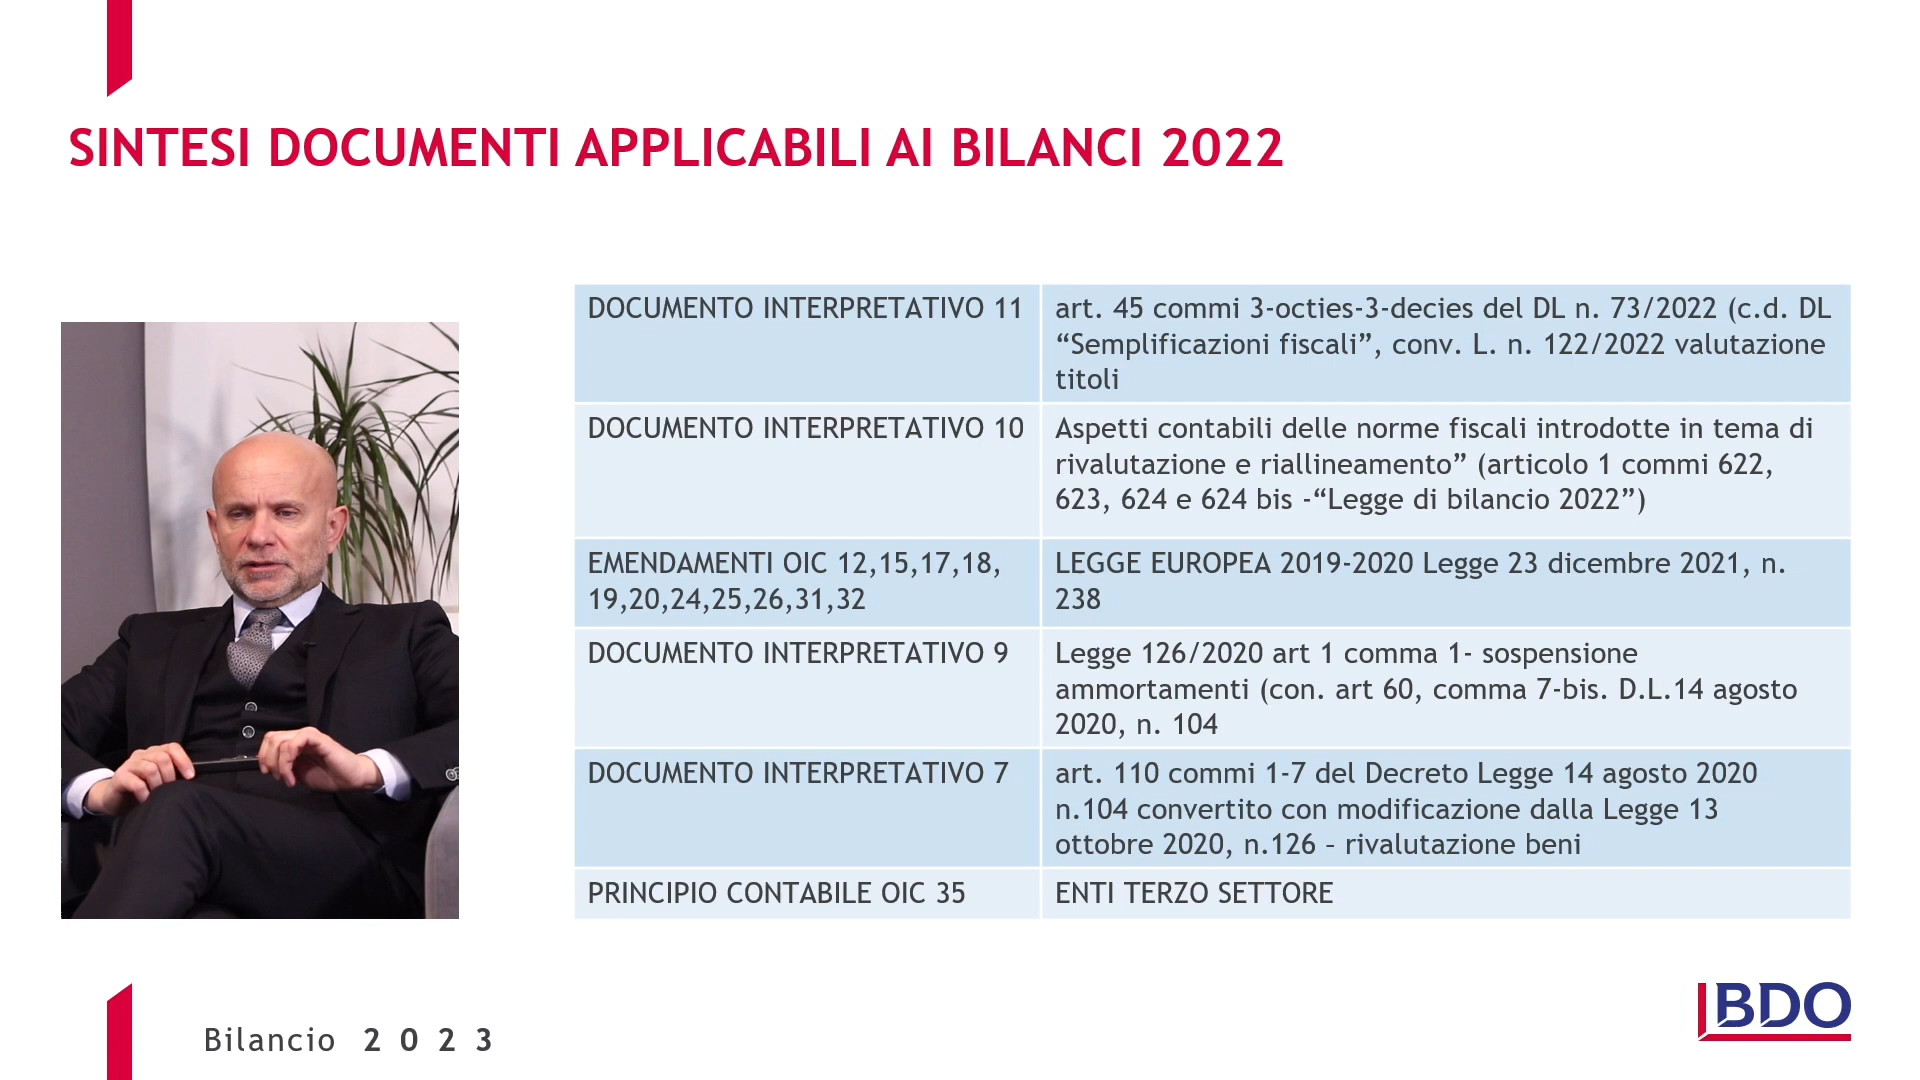 SINTESI DOCUMENTI APPLICABILI AI BILANCI 2022
DOCUMENTO INTERPRETATIVO 11
art. 45 commi 3-octies-3-decies del DL n. 73/2022 (c.d. DL
“Semplificazioni fiscali”, conv. L. n. 122/2022 valutazione
titoli
DOCUMENTO INTERPRETATIVO 10
Aspetti contabili delle norme fiscali introdotte in tema di
rivalutazione e riallineamento” (articolo 1 commi 622,
623, 624 e 624 bis -“Legge di bilancio 2022”)
EMENDAMENTI OIC 12,15,17,18,
19,20,24,25,26,31,32
LEGGE EUROPEA 2019-2020 Legge 23 dicembre 2021, n.
238
DOCUMENTO INTERPRETATIVO 9
Legge 126/2020 art 1 comma 1- sospensione
ammortamenti (con. art 60, comma 7-bis. D.L.14 agosto
2020, n. 104
DOCUMENTO INTERPRETATIVO 7
art. 110 commi 1-7 del Decreto Legge 14 agosto 2020
n.104 convertito con modificazione dalla Legge 13
ottobre 2020, n.126 – rivalutazione beni
PRINCIPIO CONTABILE OIC 35
ENTI TERZO SETTORE
Bilancio 2023
BDO